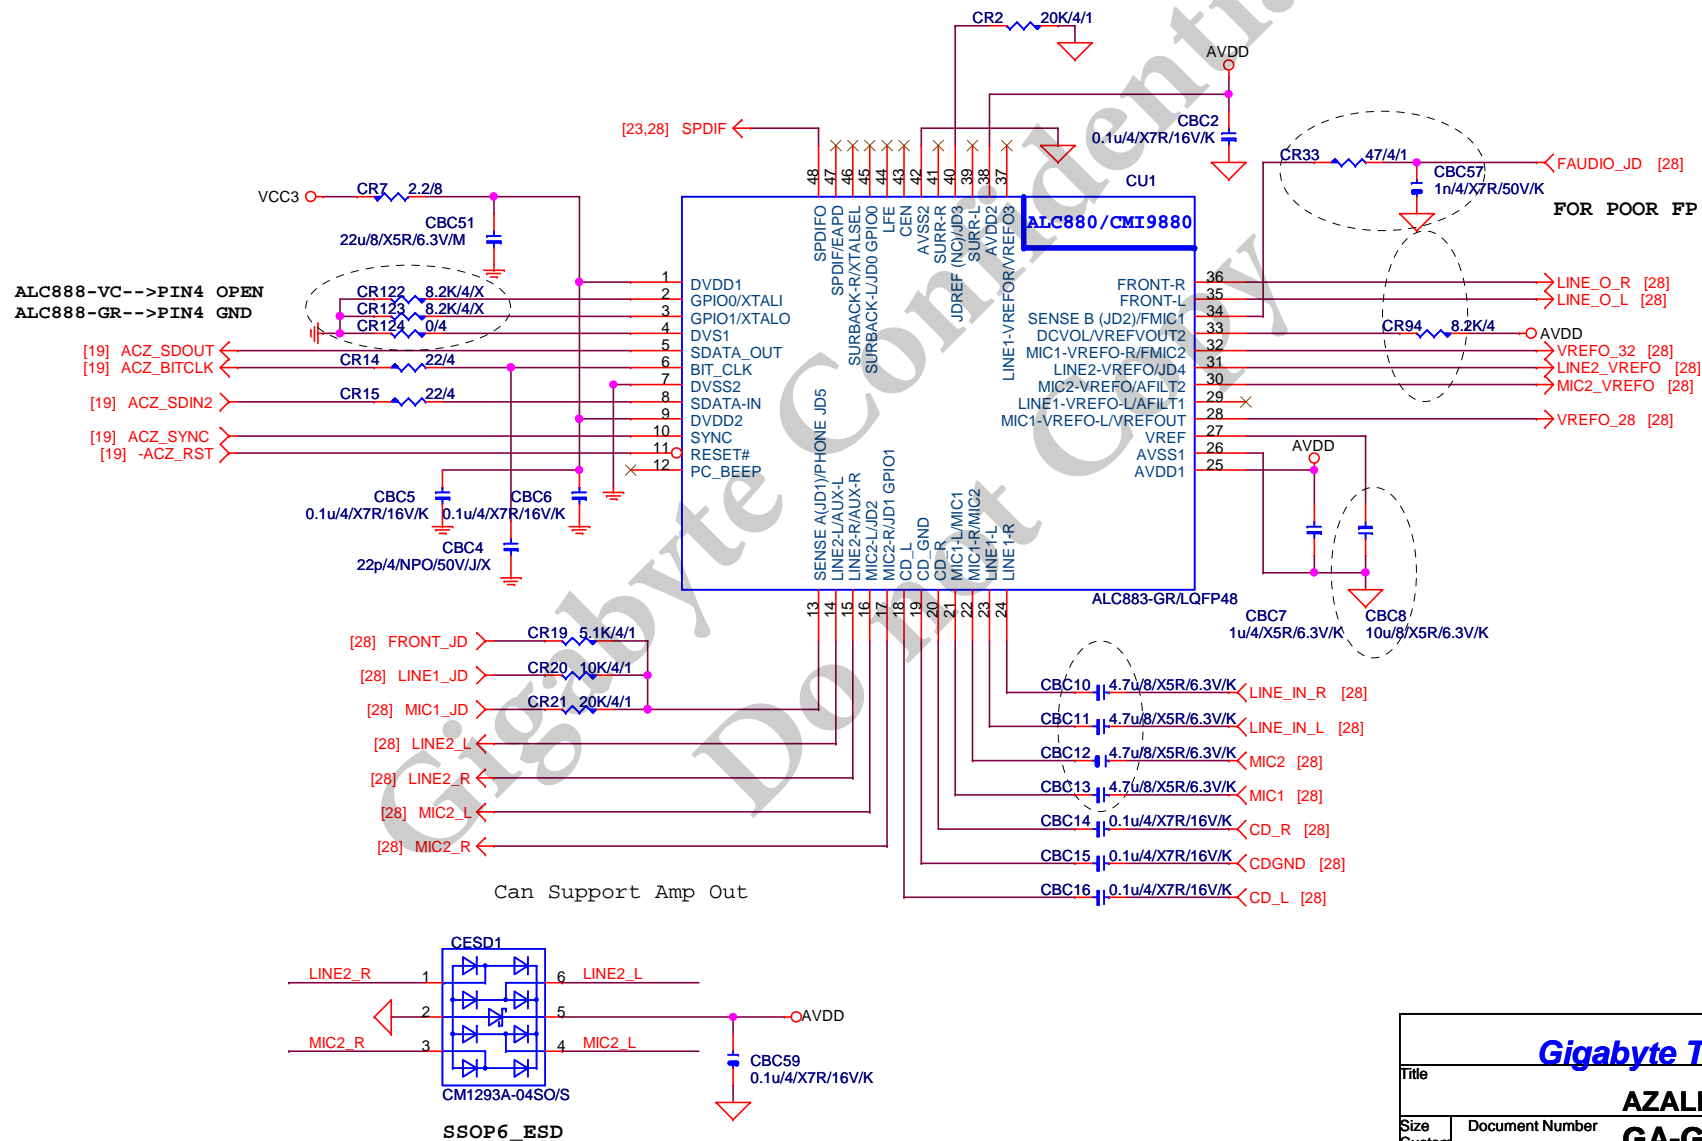 CR2 20K/4/1
AVDD
[23,28] SPDIF
CBC2
0.1u/4/X7R/16V/K
CR33 47/4/1
FAUDIO_JD [28]
CBC57
1n/4/X7R/50V/K
FOR POOR FP
VCC3
CR7 2.2/8
CBC51
22u/8/X5R/6.3V/M
CU1
ALC880/CMI9880
48 47 46 45 44 43 42 41 40 39 38 37
SPDIFO
SPDIF/EAPD
SURBACK-R/XTALSEL
SURBACK-L/JD0 GPIO0
LFE
CEN
AVSS2
SURR-R
JDREF (NC)/JD3
SURR-L
AVDD2
LINE1-VREFOR/VREFO3
ALC888-VC-->PIN4 OPEN
ALC888-GR-->PIN4 GND
CR122 8.2K/4/X
CR123 8.2K/4/X
CR124 0/4
[19] ACZ_SDOUT
[19] ACZ_BITCLK
CR14 22/4
[19] ACZ_SDIN2
CR15 22/4
[19] ACZ_SYNC
[19] -ACZ_RST
1 DVDD1
2 GPIO0/XTALI
3 GPIO1/XTALO
4 DVS1
5 SDATA_OUT
6 BIT_CLK
7 DVSS2
8 SDATA-IN
9 DVDD2
10 SYNC
11 RESET#
12 PC_BEEP
FRONT-R 36
FRONT-L 35
SENSE B (JD2)/FMIC1 34
DCVOL/VREFVOUT2 33
MIC1-VREFO-R/FMIC2 32
LINE2-VREFO/JD4 31
MIC2-VREFO/AFILT2 30
LINE1-VREFO-L/AFILT1 29
MIC1-VREFO-L/VREFOUT 28
VREF 27
AVSS1 26
AVDD1 25
LINE_O_R [28]
LINE_O_L [28]
CR94 8.2K/4
AVDD
VREFO_32 [28]
LINE2_VREFO [28]
MIC2_VREFO [28]
VREFO_28 [28]
AVDD
CBC5
0.1u/4/X7R/16V/K
CBC6
0.1u/4/X7R/16V/K
CBC4
22p/4/NPO/50V/J/X
SENSE A(JD1)/PHONE JD5
LINE2-L/AUX-L
LINE2-R/AUX-R
MIC2-L/JD2
MIC2-R/JD1 GPIO1
CD_L
CD_GND
CD_R
MIC1-L/MIC1
MIC1-R/MIC2
LINE1-L
LINE1-R
13 14 15 16 17 18 19 20 21 22 23 24
ALC883-GR/LQFP48
CBC7
1u/4/X5R/6.3V/K
CBC8
10u/8/X5R/6.3V/K
[28] FRONT_JD
CR19 5.1K/4/1
[28] LINE1_JD
CR20 10K/4/1
[28] MIC1_JD
CR21 20K/4/1
[28] LINE2_L
[28] LINE2_R
[28] MIC2_L
[28] MIC2_R
CBC10 4.7u/8/X5R/6.3V/K LINE_IN_R [28]
CBC11 4.7u/8/X5R/6.3V/K LINE_IN_L [28]
CBC12 4.7u/8/X5R/6.3V/K MIC2 [28]
CBC13 4.7u/8/X5R/6.3V/K MIC1 [28]
CBC14 0.1u/4/X7R/16V/K CD_R [28]
CBC15 0.1u/4/X7R/16V/K CDGND [28]
CBC16 0.1u/4/X7R/16V/K CD_L [28]
Can Support Amp Out
CESD1
LINE2_R 1
2
MIC2_R 3
6 LINE2_L
5 AVDD
4 MIC2_L
CM1293A-04SO/S
SSOP6_ESD
CBC59
0.1u/4/X7R/16V/K
Gigabyte Confidential
Do not Copy
Gigabyte T
Title
AZALI
Size
Document Number
GA-G